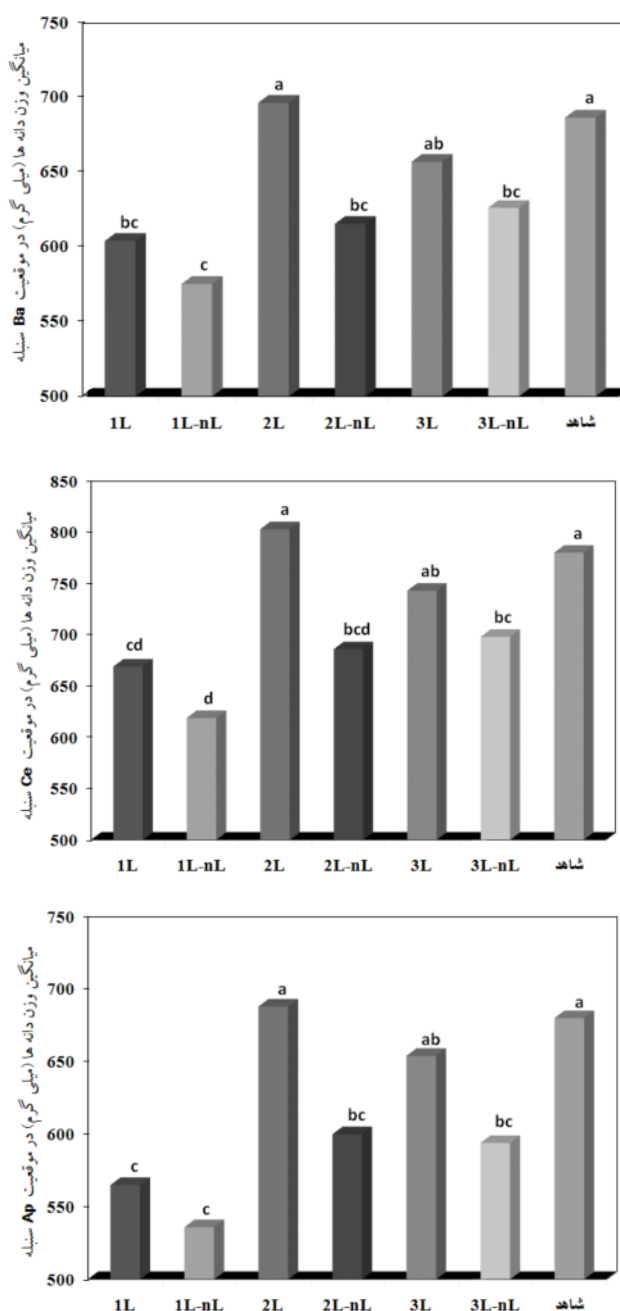 میانگین وزن دانه ها (میلی گرم) در موقعیت Ba سنبله
750
700
650
600
550
500
bc
c
a
bc
ab
bc
a
1L
1L-nL
2L
2L-nL
3L
3L-nL
شاهد
میانگین وزن دانه ها (میلی گرم) در موقعیت Ce سنبله
850
800
750
700
650
600
550
500
cd
d
a
bcd
ab
bc
a
1L
1L-nL
2L
2L-nL
3L
3L-nL
شاهد
میانگین وزن دانه ها (میلی گرم) در موقعیت Ap سنبله
750
700
650
600
550
500
c
c
a
bc
ab
bc
a
1L
1L-nL
2L
2L-nL
3L
3L-nL
شاهد